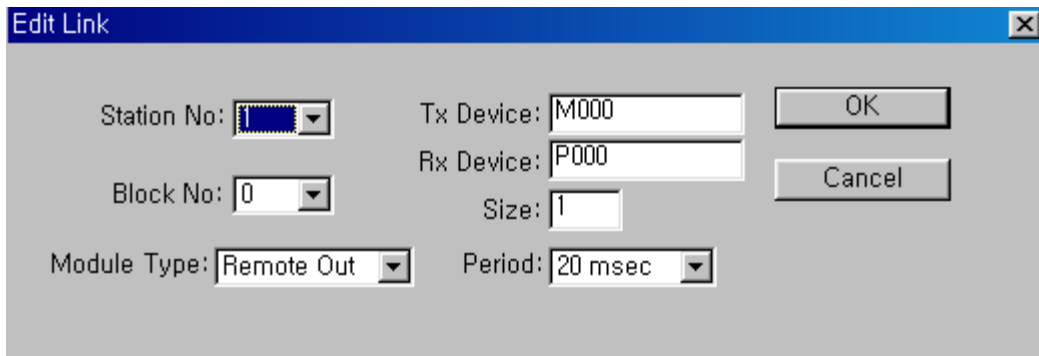 Edit Link
Station No: 1
Tx Device: M000
OK
Rx Device: P000
Block No: 0
Cancel
Size: 1
Module Type: Remote Out
Period: 20 msec